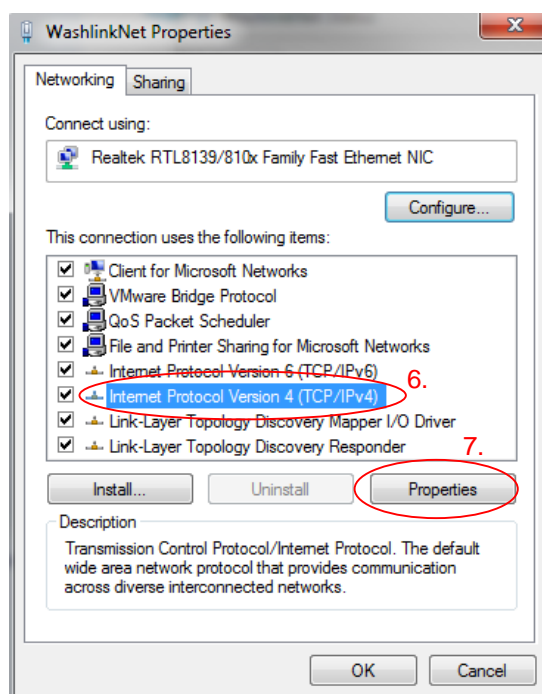 WashlinkNet Properties
Networking Sharing
Connect using:
Realtek RTL8139/810x Family Fast Ethernet NIC
Configure...
This connection uses the following items:
Client for Microsoft Networks
VMware Bridge Protocol
QoS Packet Scheduler
File and Printer Sharing for Microsoft Networks
Internet Protocol Version 6 (TCP/IPv6)
6.
Internet Protocol Version 4 (TCP/IPv4)
Link-Layer Topology Discovery Mapper I/O Driver
Link-Layer Topology Discovery Responder
7.
Install... Uninstall Properties
Description
Transmission Control Protocol/Internet Protocol. The default
wide area network protocol that provides communication
across diverse interconnected networks.
OK Cancel